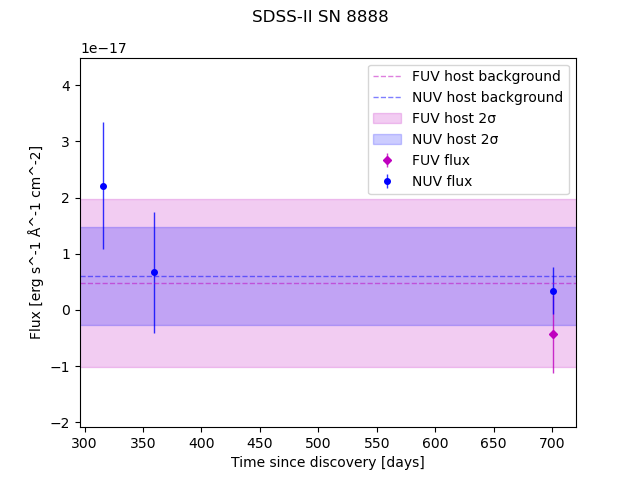 SDSS-II SN 8888
1e−17
FUV host background
NUV host background
FUV host 2σ
NUV host 2σ
FUV flux
NUV flux
4
3
2
1
0
−1
−2
Flux [erg s^-1 Å^-1 cm^-2]
300 350 400 450 500 550 600 650 700
Time since discovery [days]